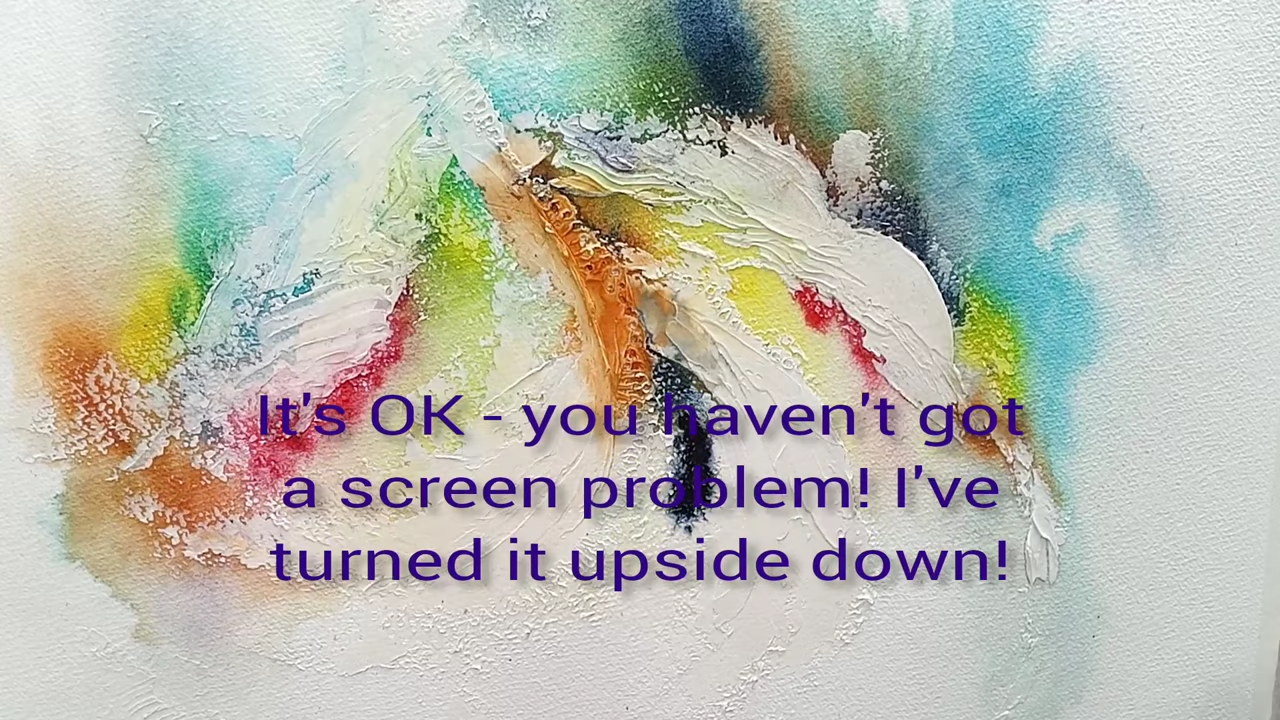 It's OK - you haven't got
a screen problem! I've
turned it upside down!